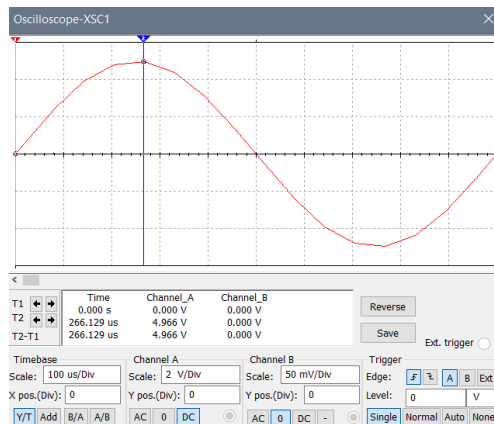 Oscilloscope-XSC1
1 2
Time Channel_A Channel_B
T1 0.000 s 0.000 V 0.000 V
T2 266.129 us 4.966 V 0.000 V
T2-T1 266.129 us 4.966 V 0.000 V
Reverse
Save
Ext. trigger
Timebase Channel A Channel B Trigger
Scale: 100 us/Div Scale: 2 V/Div Scale: 50 mV/Div Edge: A B Ext
X pos.(Div): 0 Y pos.(Div): 0 Y pos.(Div): 0 Level: 0 V
Y/T Add B/A A/B AC 0 DC AC 0 DC - Single Normal Auto None